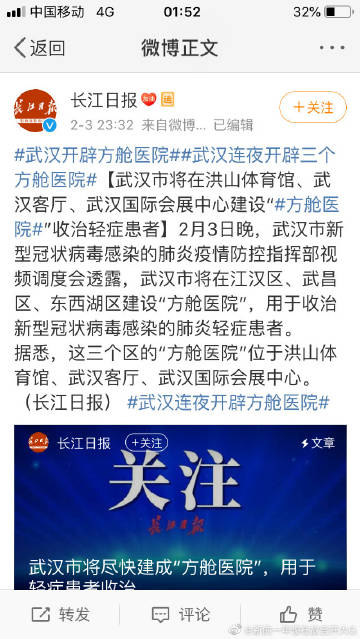 中国移动 4G 01:52 32%
返回 微博正文
长江日报
2-3 23:32 来自微博... 已编辑
+关注
#武汉开辟方舱医院##武汉连夜开辟三个
方舱医院#【武汉市将在洪山体育馆、武
汉客厅、武汉国际会展中心建设“#方舱医
院#”收治轻症患者】2月3日晚，武汉市新
型冠状病毒感染的肺炎疫情防控指挥部视
频调度会透露，武汉市将在江汉区、武昌
区、东西湖区建设“方舱医院”，用于收治
新型冠状病毒感染的肺炎轻症患者。
据悉，这三个区的“方舱医院”位于洪山体
育馆、武汉客厅、武汉国际会展中心。
（长江日报） #武汉连夜开辟方舱医院#
长江日报 +关注 文章
关注
长江日报
武汉市将尽快建成“方舱医院”，用于
轻症患者收治
转发 评论 赞